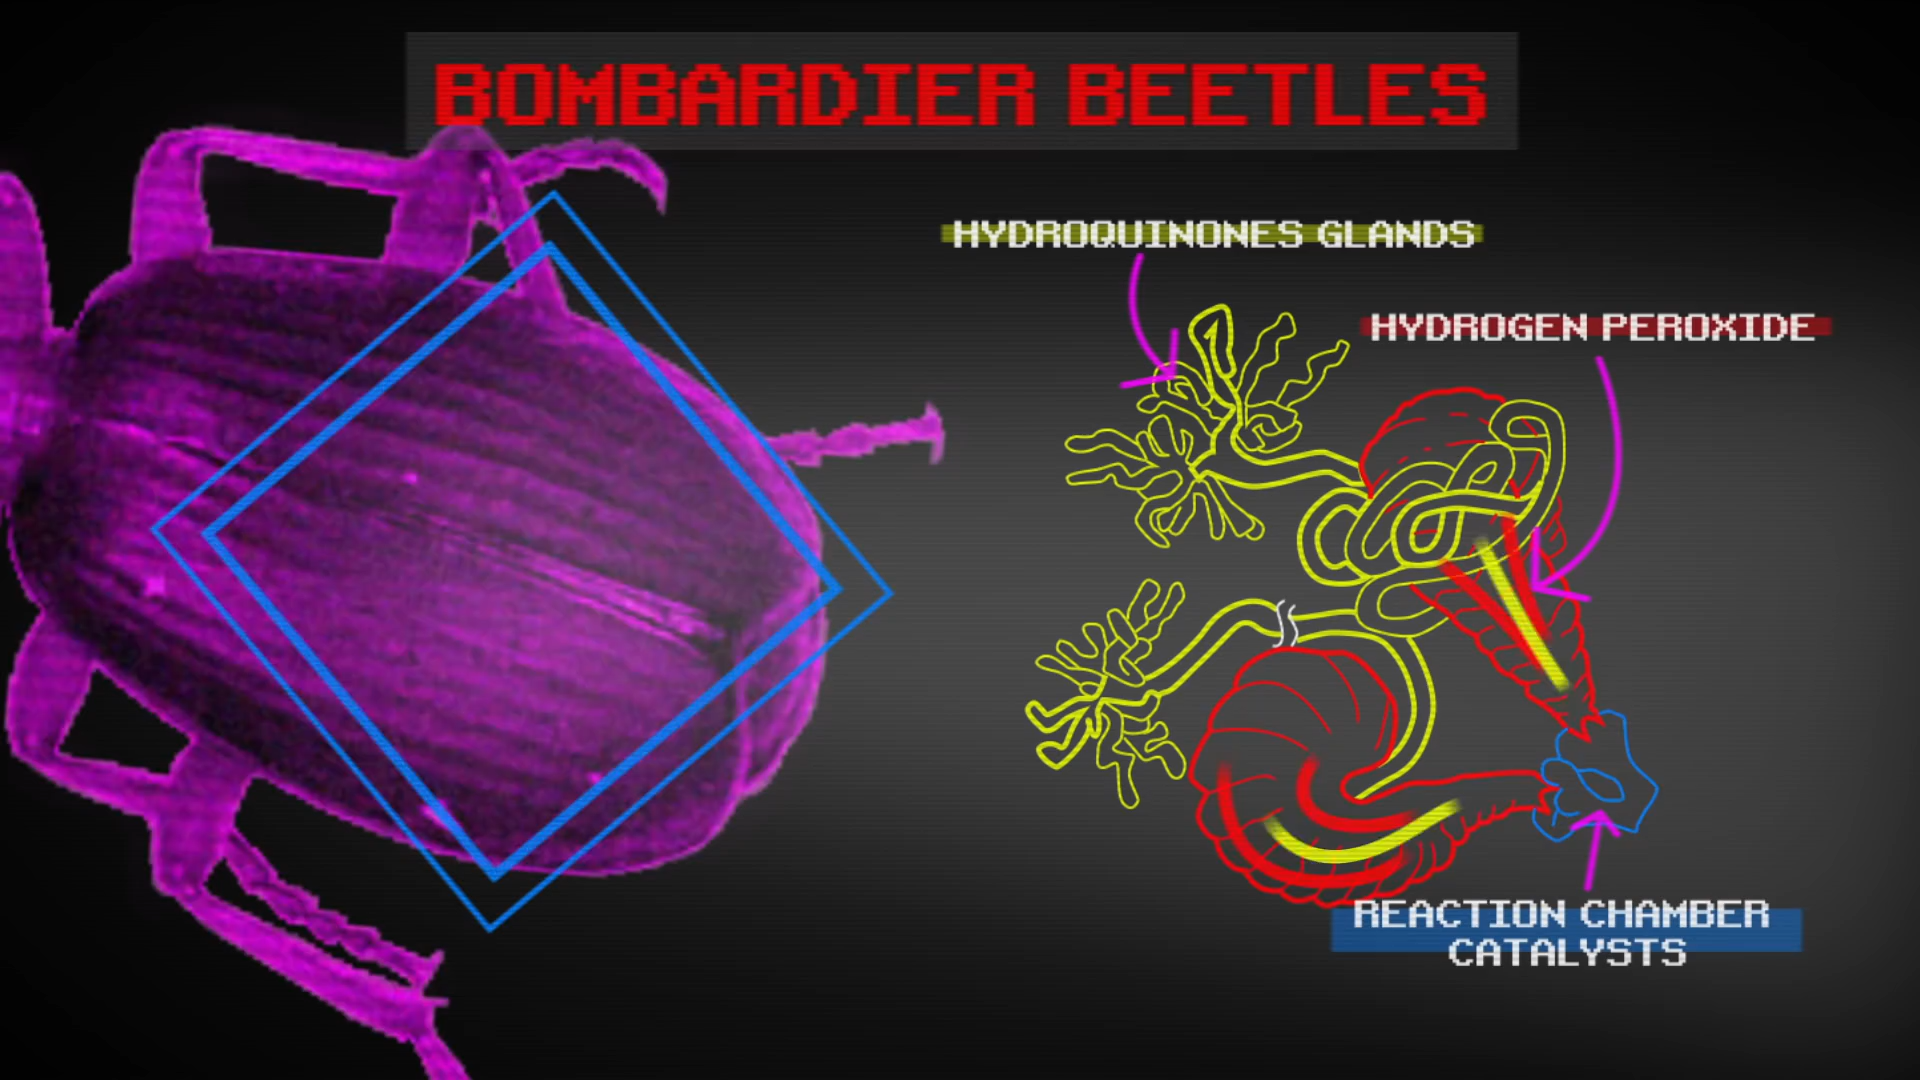 BOMBARDIER BEETLES
HYDROQUINONES GLANDS
HYDROGEN PEROXIDE
REACTION CHAMBER
CATALYSTS